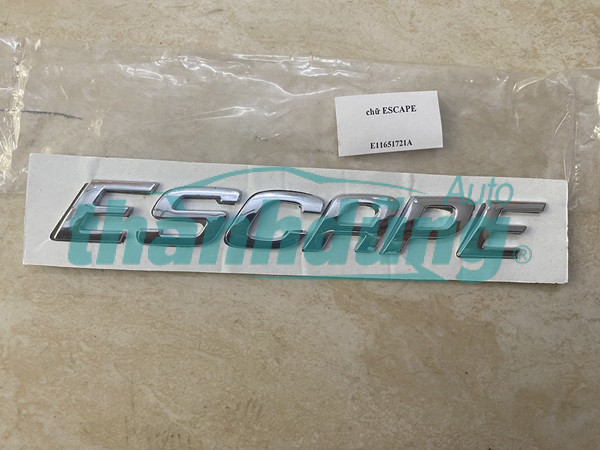 chữ ESCAPE
E11651721A
ESCAPE
Auto
thanhdung®